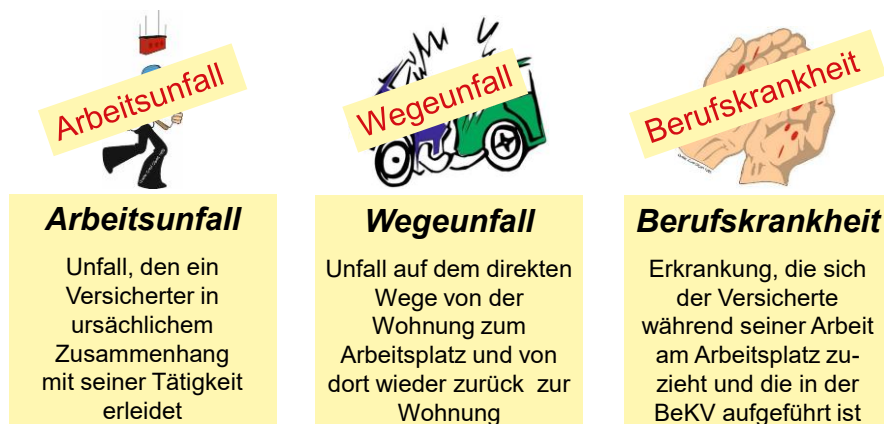 Arbeitsunfall
Wegeunfall
Berufskrankheit
Arbeitsunfall
Unfall, den ein
Versicherter in
ursächlichem
Zusammenhang
mit seiner Tätigkeit
erleidet
Wegeunfall
Unfall auf dem direkten
Wege von der
Wohnung zum
Arbeitsplatz und von
dort wieder zurück zur
Wohnung
Berufskrankheit
Erkrankung, die sich
der Versicherte
während seiner Arbeit
am Arbeitsplatz zu-
zieht und die in der
BeKV aufgeführt ist